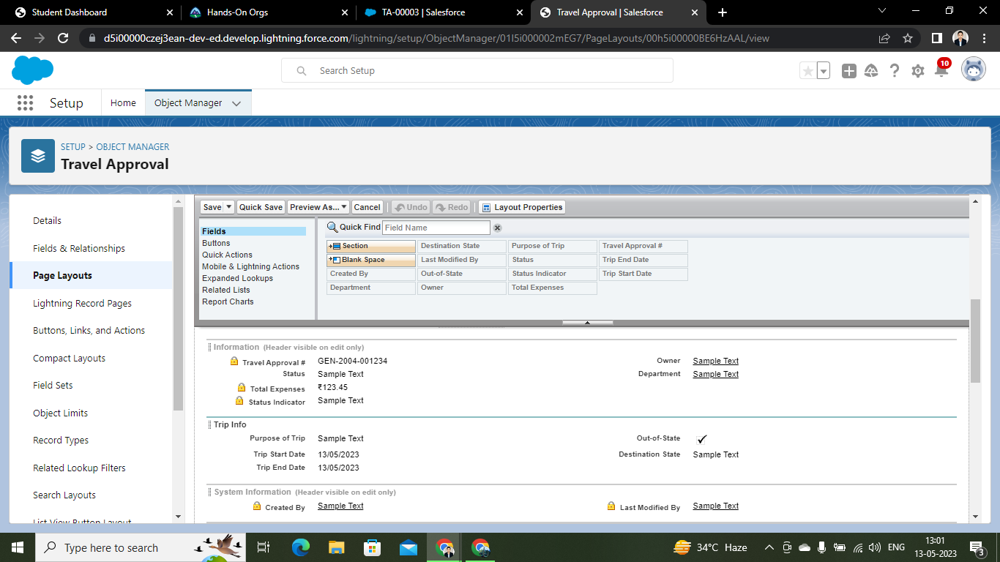 Student Dashboard
Hands-On Orgs
TA-00003 | Salesforce
Travel Approval | Salesforce
d5i00000czej3ean-dev-ed.develop.lightning.force.com/lightning/setup/ObjectManager/01I5i000002mEG7/PageLayouts/00h5i00000BE6HzAAL/view
Search Setup
10
Setup
Home
Object Manager
SETUP > OBJECT MANAGER
Travel Approval
Details
Fields & Relationships
Page Layouts
Lightning Record Pages
Buttons, Links, and Actions
Compact Layouts
Field Sets
Object Limits
Record Types
Related Lookup Filters
Search Layouts
List View Button Layout
Save Quick Save Preview As... Cancel Undo Redo Layout Properties
Fields
Buttons
Quick Actions
Mobile & Lightning Actions
Expanded Lookups
Related Lists
Report Charts
Quick Find Field Name
Section Destination State Purpose of Trip Travel Approval #
Blank Space Last Modified By Status Trip End Date
Created By Out-of-State Status Indicator Trip Start Date
Department Owner Total Expenses
Information (Header visible on edit only)
Travel Approval # GEN-2004-001234 Owner Sample Text
Status Sample Text Department Sample Text
Total Expenses ₹123.45
Status Indicator Sample Text
Trip Info
Purpose of Trip Sample Text Out-of-State
Trip Start Date 13/05/2023 Destination State Sample Text
Trip End Date 13/05/2023
System Information (Header visible on edit only)
Created By Sample Text Last Modified By Sample Text
Type here to search
34°C Haze
ENG
13:01
13-05-2023
3